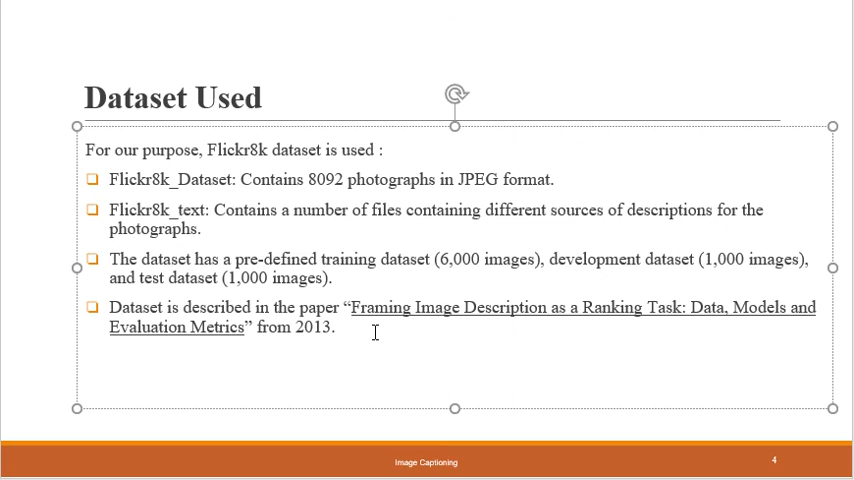 Dataset Used
For our purpose, Flickr8k dataset is used :
Flickr8k_Dataset: Contains 8092 photographs in JPEG format.
Flickr8k_text: Contains a number of files containing different sources of descriptions for the
photographs.
The dataset has a pre-defined training dataset (6,000 images), development dataset (1,000 images),
and test dataset (1,000 images).
Dataset is described in the paper “Framing Image Description as a Ranking Task: Data, Models and
Evaluation Metrics” from 2013.
Image Captioning
4